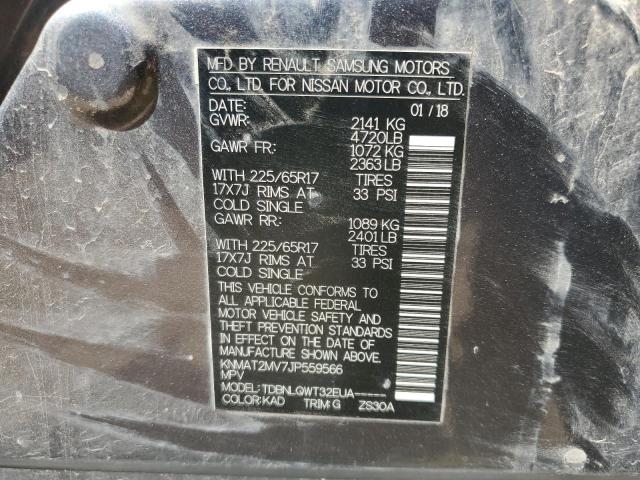 MFD BY RENAULT SAMSUNG MOTORS
CO., LTD. FOR NISSAN MOTOR CO., LTD.
DATE: 01/18
GVWR: 2141 KG
4720LB
GAWR FR: 1072 KG
2363 LB
WITH 225/65R17 TIRES
17X7J RIMS AT 33 PSI
COLD SINGLE
GAWR RR: 1089 KG
2401 LB
WITH 225/65R17 TIRES
17X7J RIMS AT 33 PSI
COLD SINGLE
THIS VEHICLE CONFORMS TO
ALL APPLICABLE FEDERAL
MOTOR VEHICLE SAFETY AND
THEFT PREVENTION STANDARDS
IN EFFECT ON THE DATE OF
MANUFACTURE SHOWN ABOVE.
KNMAT2MV7JP559566
MPV
MODEL: TDBNLQWT32EUA-----
COLOR: KAD TRIM: G ZS30A